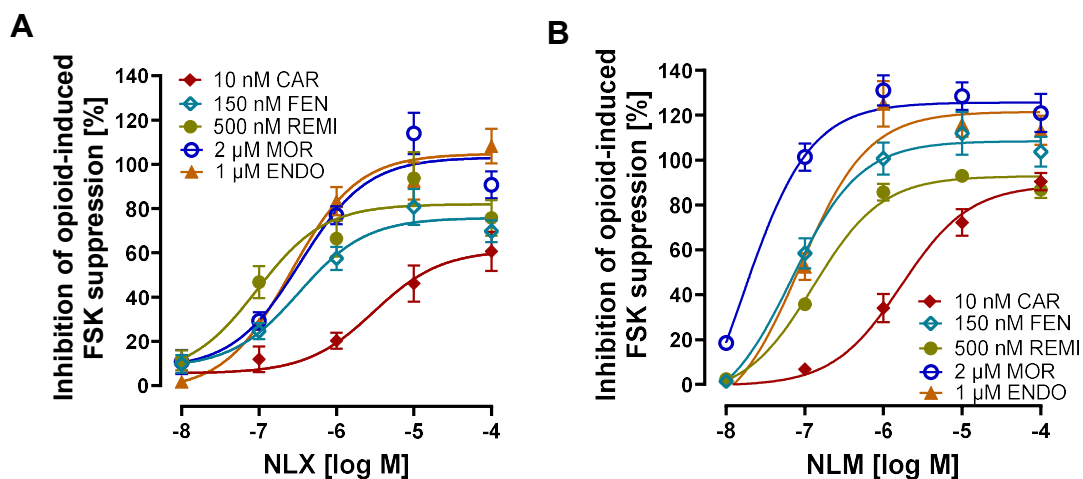 A
Inhibition of opioid-induced
FSK suppression [%]
140
120
100
80
60
40
20
0
10 nM CAR
150 nM FEN
500 nM REMI
2 µM MOR
1 µM ENDO
-8
-7
-6
-5
-4
NLX [log M]
B
Inhibition of opioid-induced
FSK suppression [%]
140
120
100
80
60
40
20
0
10 nM CAR
150 nM FEN
500 nM REMI
2 µM MOR
1 µM ENDO
-8
-7
-6
-5
-4
NLM [log M]